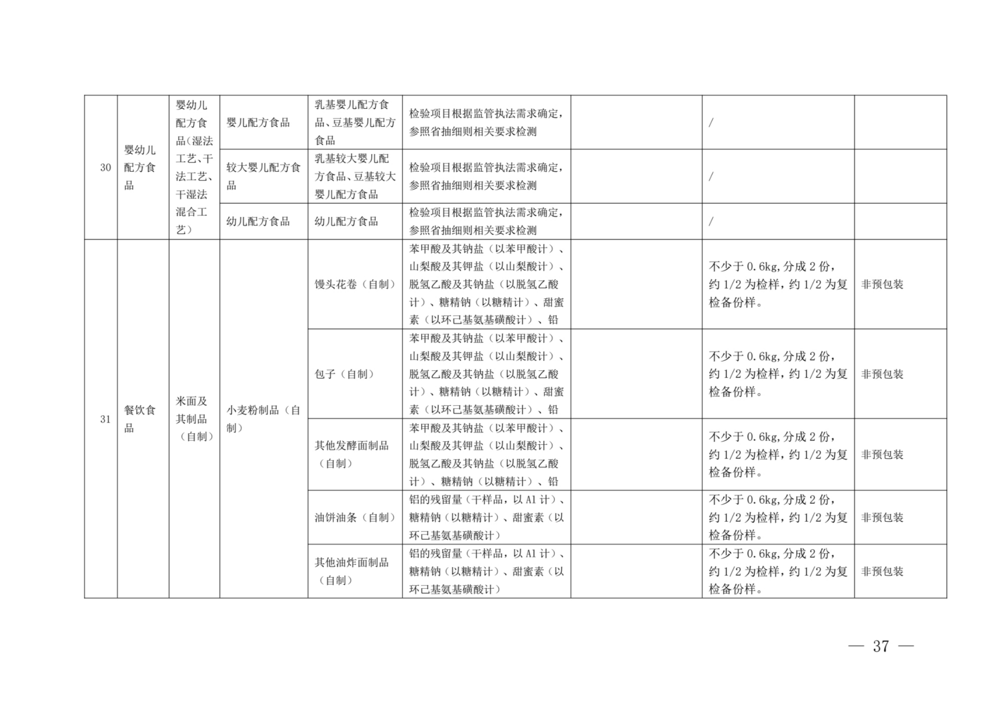 30
婴幼儿
配方食
品
婴幼儿
配方食
品（湿法
工艺、干
法工艺、
干湿法
混合工
艺）
婴儿配方食品
乳基婴儿配方食
品、豆基婴儿配方
食品
检验项目根据监管执法需求确定，
参照省抽细则相关要求检测
/
较大婴儿配方食
品
乳基较大婴儿配
方食品、豆基较大
婴儿配方食品
检验项目根据监管执法需求确定，
参照省抽细则相关要求检测
/
幼儿配方食品
幼儿配方食品
检验项目根据监管执法需求确定，
参照省抽细则相关要求检测
/
31
餐饮食
品
米面及
其制品
（自制）
小麦粉制品（自
制）
馒头花卷（自制）
苯甲酸及其钠盐（以苯甲酸计）、
山梨酸及其钾盐（以山梨酸计）、
脱氢乙酸及其钠盐（以脱氢乙酸
计）、糖精钠（以糖精计）、甜蜜
素（以环己基氨基磺酸计）、铅
不少于 0.6kg,分成 2 份，
约 1/2 为检样，约 1/2 为复
检备份样。
非预包装
包子（自制）
苯甲酸及其钠盐（以苯甲酸计）、
山梨酸及其钾盐（以山梨酸计）、
脱氢乙酸及其钠盐（以脱氢乙酸
计）、糖精钠（以糖精计）、甜蜜
素（以环己基氨基磺酸计）、铅
不少于 0.6kg,分成 2 份，
约 1/2 为检样，约 1/2 为复
检备份样。
非预包装
其他发酵面制品
（自制）
苯甲酸及其钠盐（以苯甲酸计）、
山梨酸及其钾盐（以山梨酸计）、
脱氢乙酸及其钠盐（以脱氢乙酸
计）、糖精钠（以糖精计）、铅
不少于 0.6kg,分成 2 份，
约 1/2 为检样，约 1/2 为复
检备份样。
非预包装
油饼油条（自制）
铝的残留量（干样品，以 Al 计）、
糖精钠（以糖精计）、甜蜜素（以
环己基氨基磺酸计）
不少于 0.6kg,分成 2 份，
约 1/2 为检样，约 1/2 为复
检备份样。
非预包装
其他油炸面制品
（自制）
铝的残留量（干样品，以 Al 计）、
糖精钠（以糖精计）、甜蜜素（以
环己基氨基磺酸计）
不少于 0.6kg,分成 2 份，
约 1/2 为检样，约 1/2 为复
检备份样。
非预包装
— 37 —